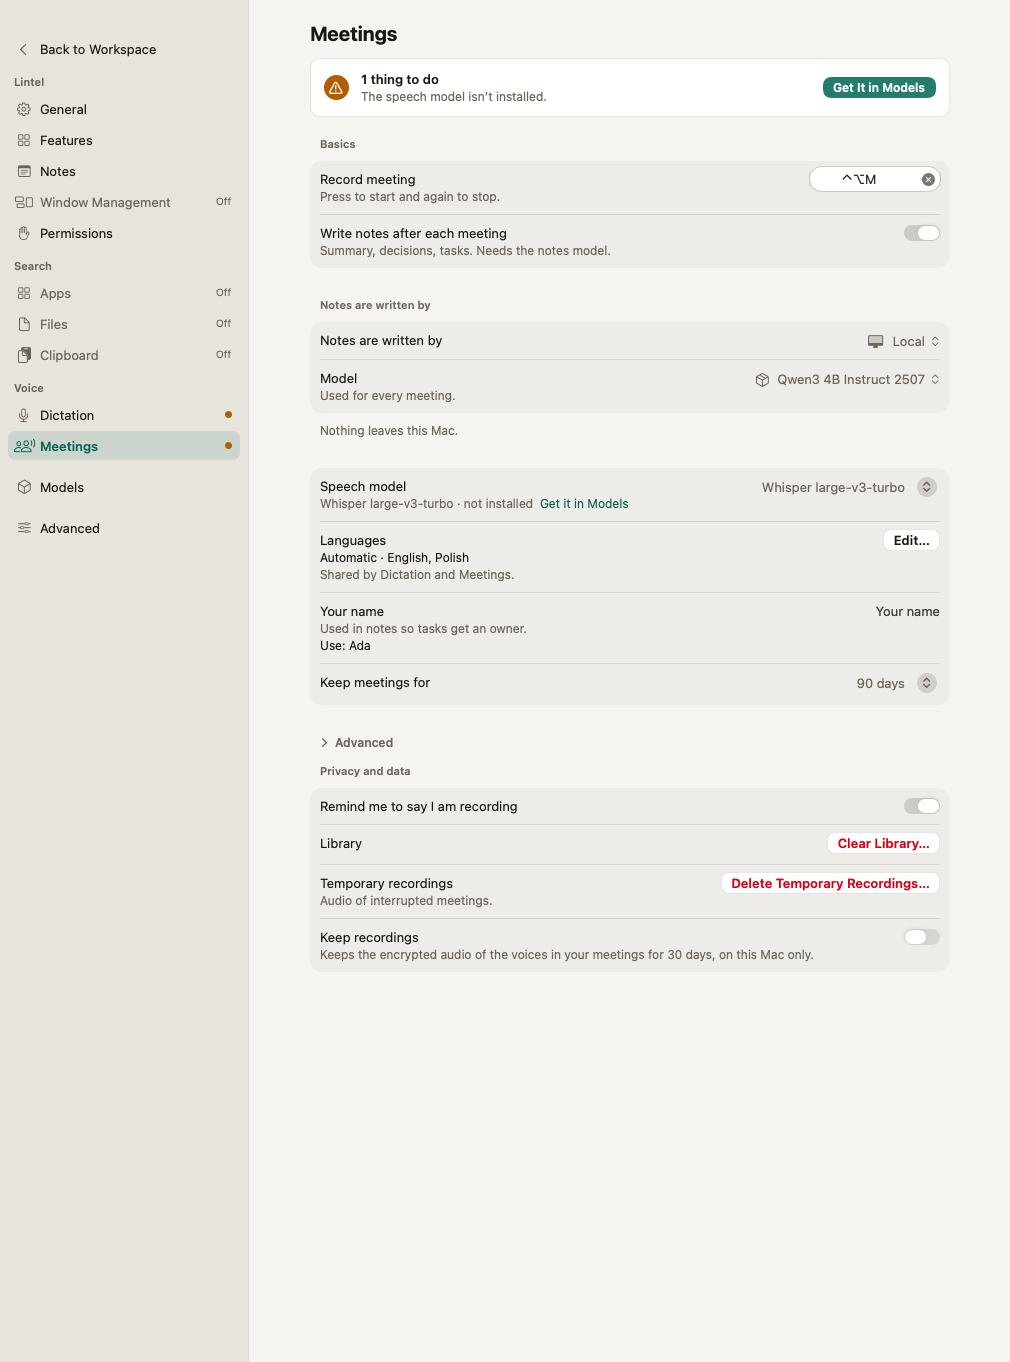 Back to Workspace
Lintel
General
Features
Notes
Window Management Off
Permissions
Search
Apps Off
Files Off
Clipboard Off
Voice
Dictation
Meetings
Models
Advanced
Meetings
1 thing to do
The speech model isn't installed.
Get It in Models
Basics
Record meeting
Press to start and again to stop.
⌃⌥M
Write notes after each meeting
Summary, decisions, tasks. Needs the notes model.
Notes are written by
Notes are written by Local
Model
Used for every meeting.
Qwen3 4B Instruct 2507
Nothing leaves this Mac.
Speech model
Whisper large-v3-turbo · not installed Get it in Models
Whisper large-v3-turbo
Languages
Automatic · English, Polish
Shared by Dictation and Meetings.
Edit...
Your name
Used in notes so tasks get an owner.
Use: Ada
Your name
Keep meetings for 90 days
Advanced
Privacy and data
Remind me to say I am recording
Library Clear Library...
Temporary recordings
Audio of interrupted meetings.
Delete Temporary Recordings...
Keep recordings
Keeps the encrypted audio of the voices in your meetings for 30 days, on this Mac only.